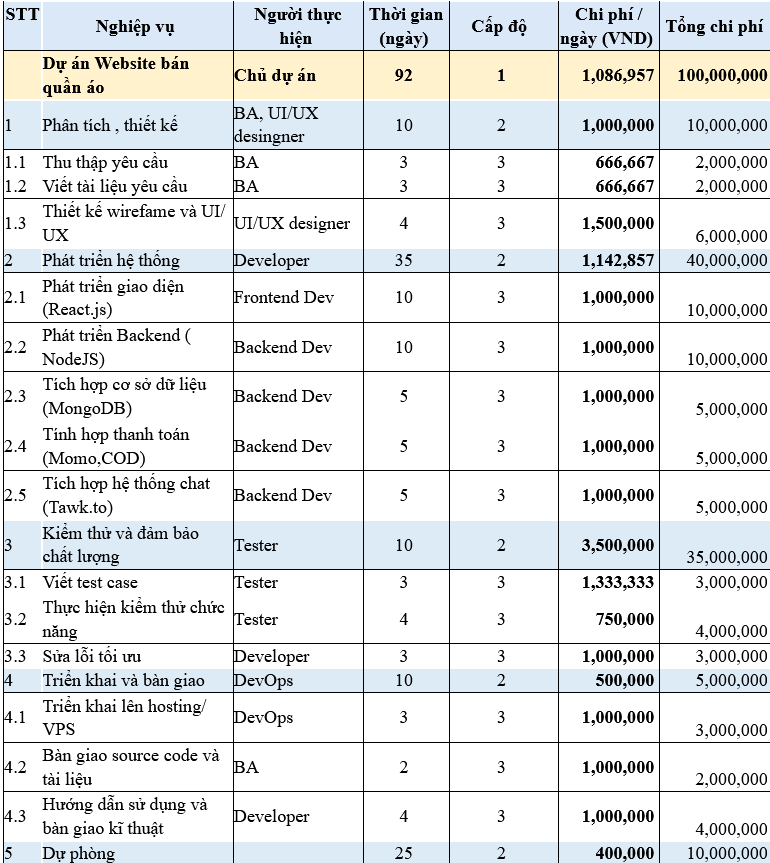 STT Nghiệp vụ Người thực hiện Thời gian (ngày) Cấp độ Chi phí / ngày (VND) Tổng chi phí
Dự án Website bán quần áo Chủ dự án 92 1 1,086,957 100,000,000
1 Phân tích , thiết kế BA, UI/UX desingner 10 2 1,000,000 10,000,000
1.1 Thu thập yêu cầu BA 3 3 666,667 2,000,000
1.2 Viết tài liệu yêu cầu BA 3 3 666,667 2,000,000
1.3 Thiết kế wirefame và UI/UX UI/UX designer 4 3 1,500,000 6,000,000
2 Phát triển hệ thống Developer 35 2 1,142,857 40,000,000
2.1 Phát triển giao diện (React.js) Frontend Dev 10 3 1,000,000 10,000,000
2.2 Phát triển Backend ( NodeJS) Backend Dev 10 3 1,000,000 10,000,000
2.3 Tích hợp cơ sở dữ liệu (MongoDB) Backend Dev 5 3 1,000,000 5,000,000
2.4 Tính hợp thanh toán (Momo,COD) Backend Dev 5 3 1,000,000 5,000,000
2.5 Tích hợp hệ thống chat (Tawk.to) Backend Dev 5 3 1,000,000 5,000,000
3 Kiểm thử và đảm bảo chất lượng Tester 10 2 3,500,000 35,000,000
3.1 Viết test case Tester 3 3 1,333,333 3,000,000
3.2 Thực hiện kiểm thử chức năng Tester 4 3 750,000 4,000,000
3.3 Sửa lỗi tối ưu Developer 3 3 1,000,000 3,000,000
4 Triển khai và bàn giao DevOps 10 2 500,000 5,000,000
4.1 Triển khai lên hosting/VPS DevOps 3 3 1,000,000 3,000,000
4.2 Bàn giao source code và tài liệu BA 2 3 1,000,000 2,000,000
4.3 Hướng dẫn sử dụng và bàn giao kĩ thuật Developer 4 3 1,000,000 4,000,000
5 Dự phòng 25 2 400,000 10,000,000